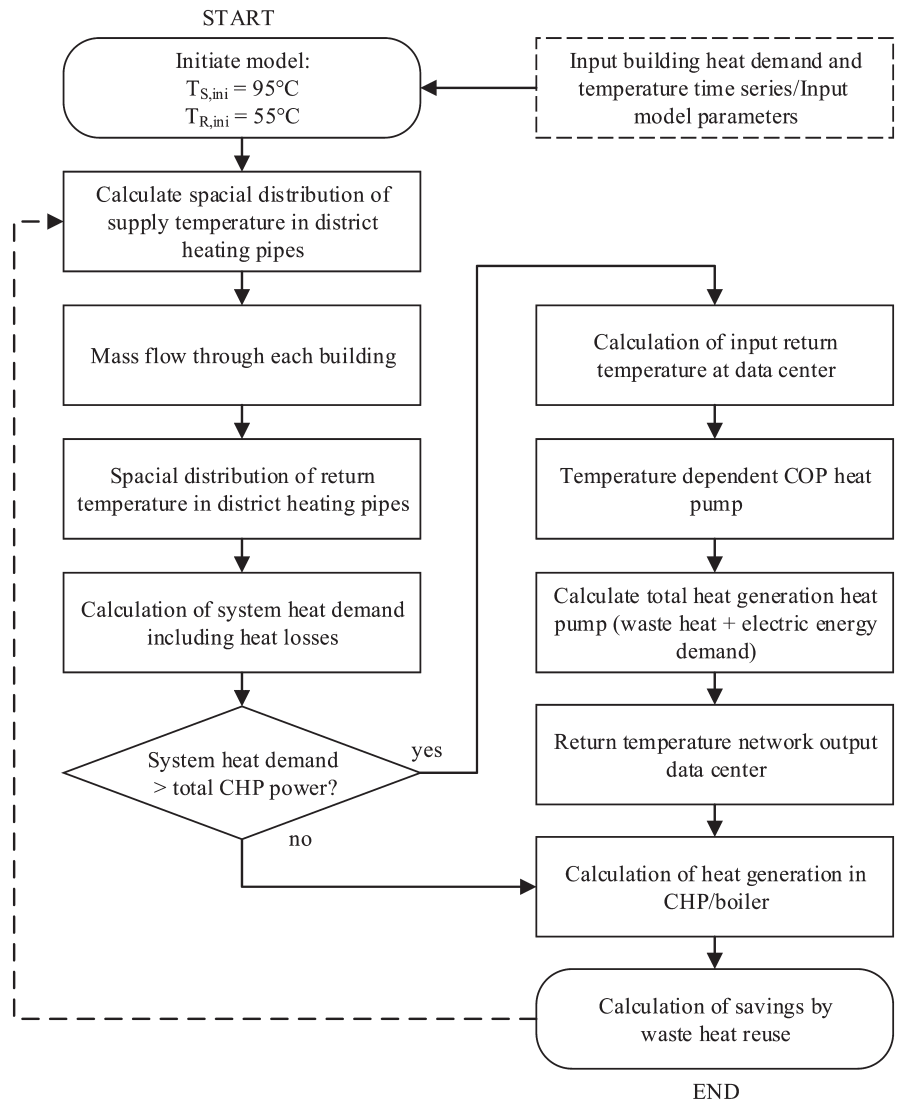 START
Initiate model:
T_S,ini = 95°C
T_R,ini = 55°C
Input building heat demand and
temperature time series/Input
model parameters
Calculate spacial distribution of
supply temperature in district
heating pipes
Mass flow through each building
Spacial distribution of return
temperature in district heating pipes
Calculation of system heat demand
including heat losses
System heat demand
> total CHP power?
yes
no
Calculation of input return
temperature at data center
Temperature dependent COP heat
pump
Calculate total heat generation heat
pump (waste heat + electric energy
demand)
Return temperature network output
data center
Calculation of heat generation in
CHP/boiler
Calculation of savings by
waste heat reuse
END